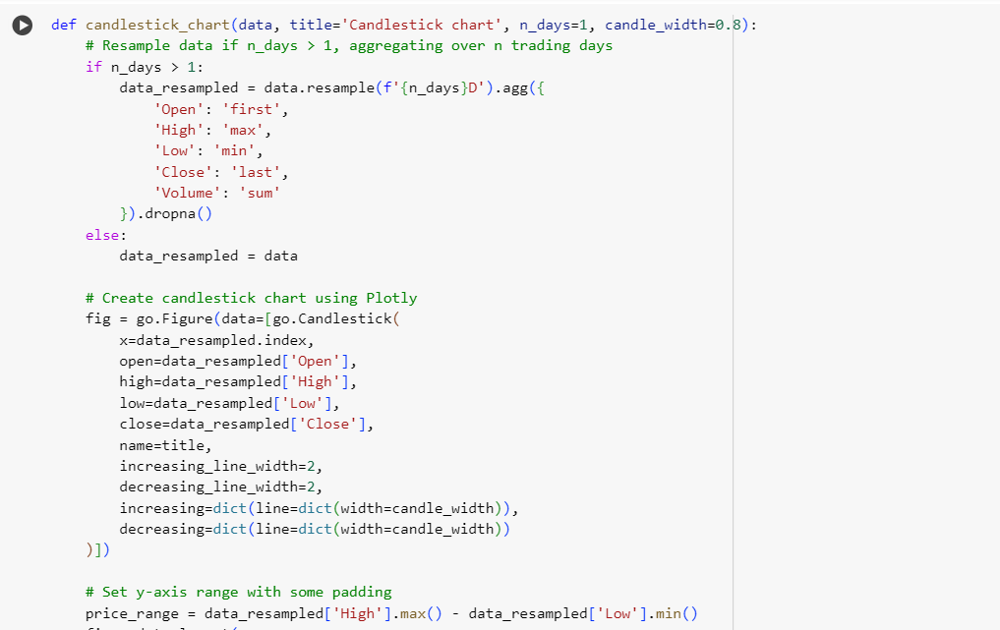 def candlestick_chart(data, title='Candlestick chart', n_days=1, candle_width=0.8):
    # Resample data if n_days > 1, aggregating over n trading days
    if n_days > 1:
        data_resampled = data.resample(f'{n_days}D').agg({
            'Open': 'first',
            'High': 'max',
            'Low': 'min',
            'Close': 'last',
            'Volume': 'sum'
        }).dropna()
    else:
        data_resampled = data

    # Create candlestick chart using Plotly
    fig = go.Figure(data=[go.Candlestick(
        x=data_resampled.index,
        open=data_resampled['Open'],
        high=data_resampled['High'],
        low=data_resampled['Low'],
        close=data_resampled['Close'],
        name=title,
        increasing_line_width=2,
        decreasing_line_width=2,
        increasing=dict(line=dict(width=candle_width)),
        decreasing=dict(line=dict(width=candle_width))
    )])

    # Set y-axis range with some padding
    price_range = data_resampled['High'].max() - data_resampled['Low'].min()